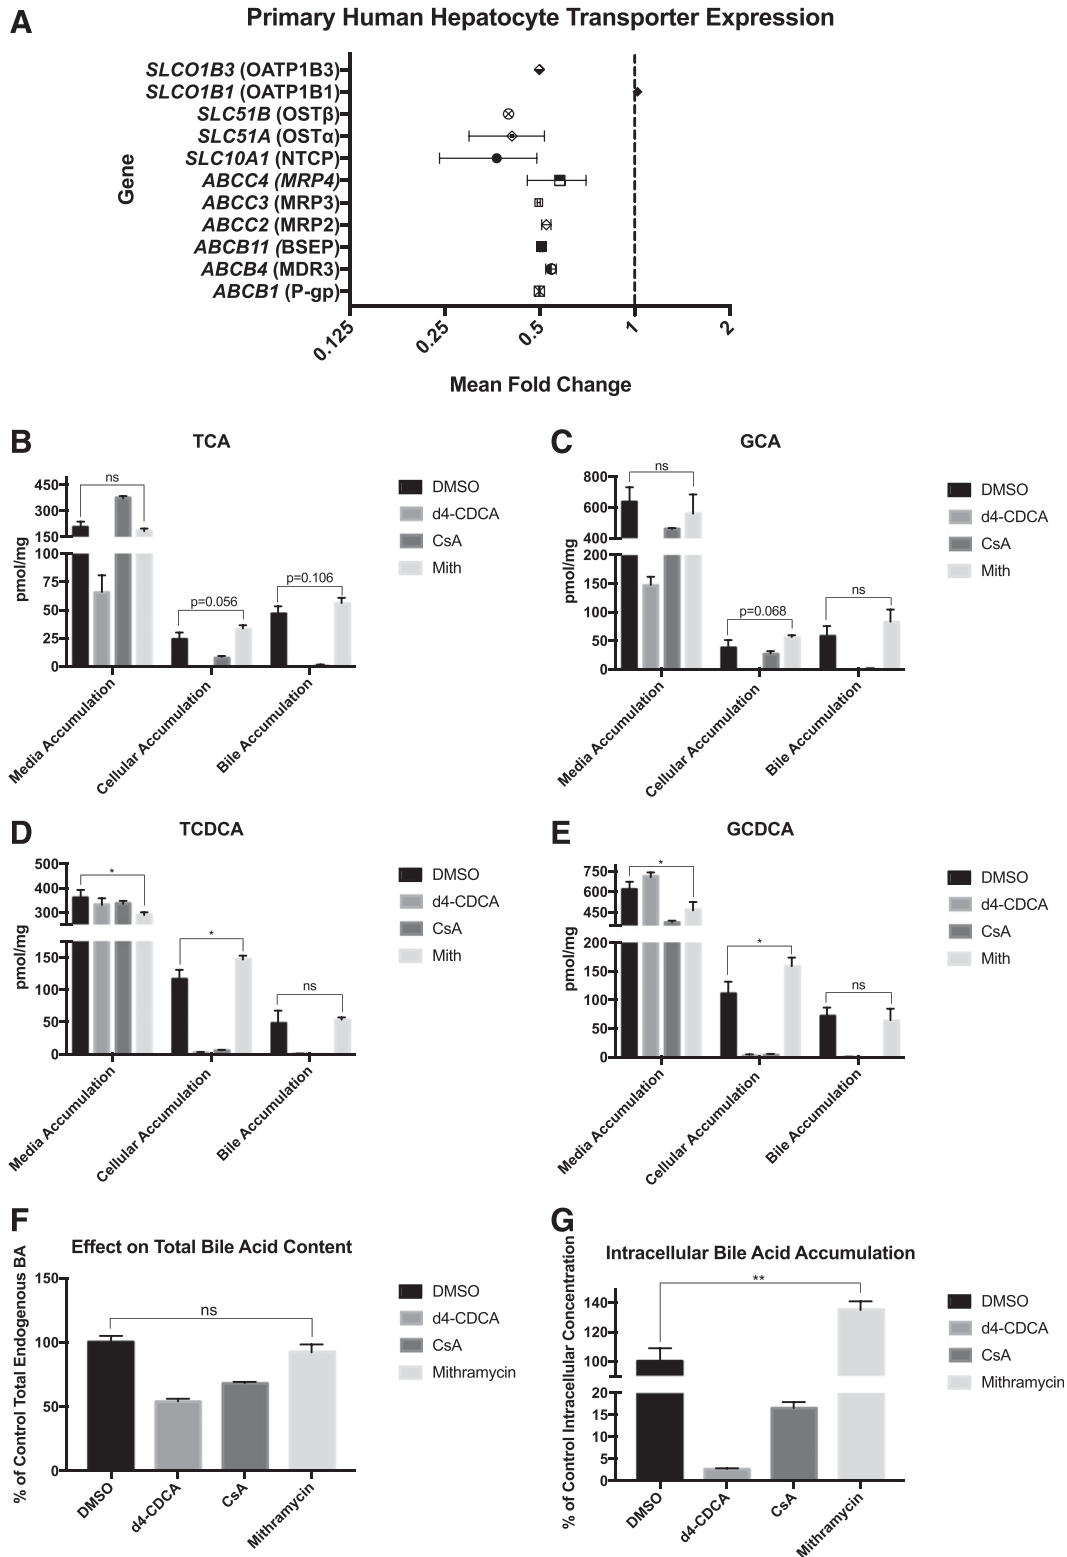 A
Primary Human Hepatocyte Transporter Expression
Gene
SLCO1B3 (OATP1B3)
SLCO1B1 (OATP1B1)
SLC51B (OSTβ)
SLC51A (OSTα)
SLC10A1 (NTCP)
ABCC4 (MRP4)
ABCC3 (MRP3)
ABCC2 (MRP2)
ABCB11 (BSEP)
ABCB4 (MDR3)
ABCB1 (P-gp)
0.125 0.25 0.5 1 2
Mean Fold Change
B
TCA
pmol/mg
450
300
150
100
75
50
25
0
ns
p=0.056
p=0.106
Media Accumulation
Cellular Accumulation
Bile Accumulation
DMSO
d4-CDCA
CsA
Mith
C
GCA
pmol/mg
800
600
400
200
150
100
50
0
ns
p=0.068
ns
Media Accumulation
Cellular Accumulation
Bile Accumulation
DMSO
d4-CDCA
CsA
Mith
D
TCDCA
pmol/mg
500
400
300
150
100
50
0
*
*
ns
Media Accumulation
Cellular Accumulation
Bile Accumulation
DMSO
d4-CDCA
CsA
Mith
E
GCDCA
pmol/mg
750
600
450
200
150
100
50
0
*
*
ns
Media Accumulation
Cellular Accumulation
Bile Accumulation
DMSO
d4-CDCA
CsA
Mith
F
Effect on Total Bile Acid Content
% of Control Total Endogenous BA
150
100
50
0
ns
DMSO
d4-CDCA
CsA
Mithramycin
DMSO
d4-CDCA
CsA
Mithramycin
G
Intracellular Bile Acid Accumulation
% of Control Intracellular Concentration
140
120
100
20
15
10
5
0
**
DMSO
d4-CDCA
CsA
Mithramycin
DMSO
d4-CDCA
CsA
Mithramycin